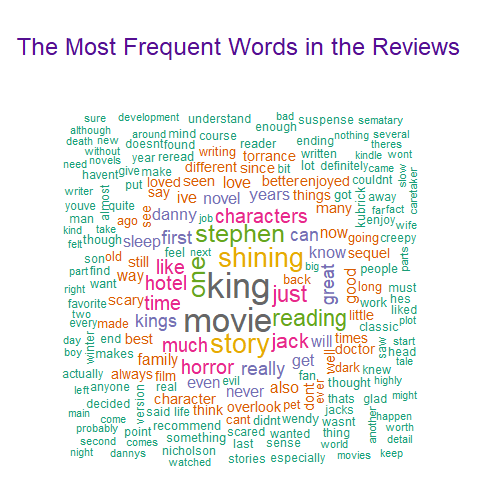 The Most Frequent Words in the Reviews
sure development understand bad suspense sematary
although around mind course enough ending nothing several
death new doesnt found reader kindle wont theres
without year reread writing written
need novels give make different since bit lot definitely came slow
havent put loved seen torrance better enjoyed couldnt caretaker
writer almost say ive love years things got kubrick away
youve quite see novel many far fact
man ago danny job characters now enjoy wife
kind take sleep first stephen can going creepy
felt though feel next shining know sequel parts
son old still like one big great good people
part find way hotel king back long must
want scary time just work hes
right favorite made kings movie reading little classic liked
two every best much story jack will times plot
day winter end family horror really get well doctor saw start
boy makes always film even evil fan dark knew head
actually real never also dont ever thought highly tale
left anyone character overlook pet thats glad might
decided said life think cant didnt wendy jacks wasnt another happen
main come point recommend scared wanted thing worth
probably comes something last sense world detail
second dannys nicholson stories especially movies keep
night watched